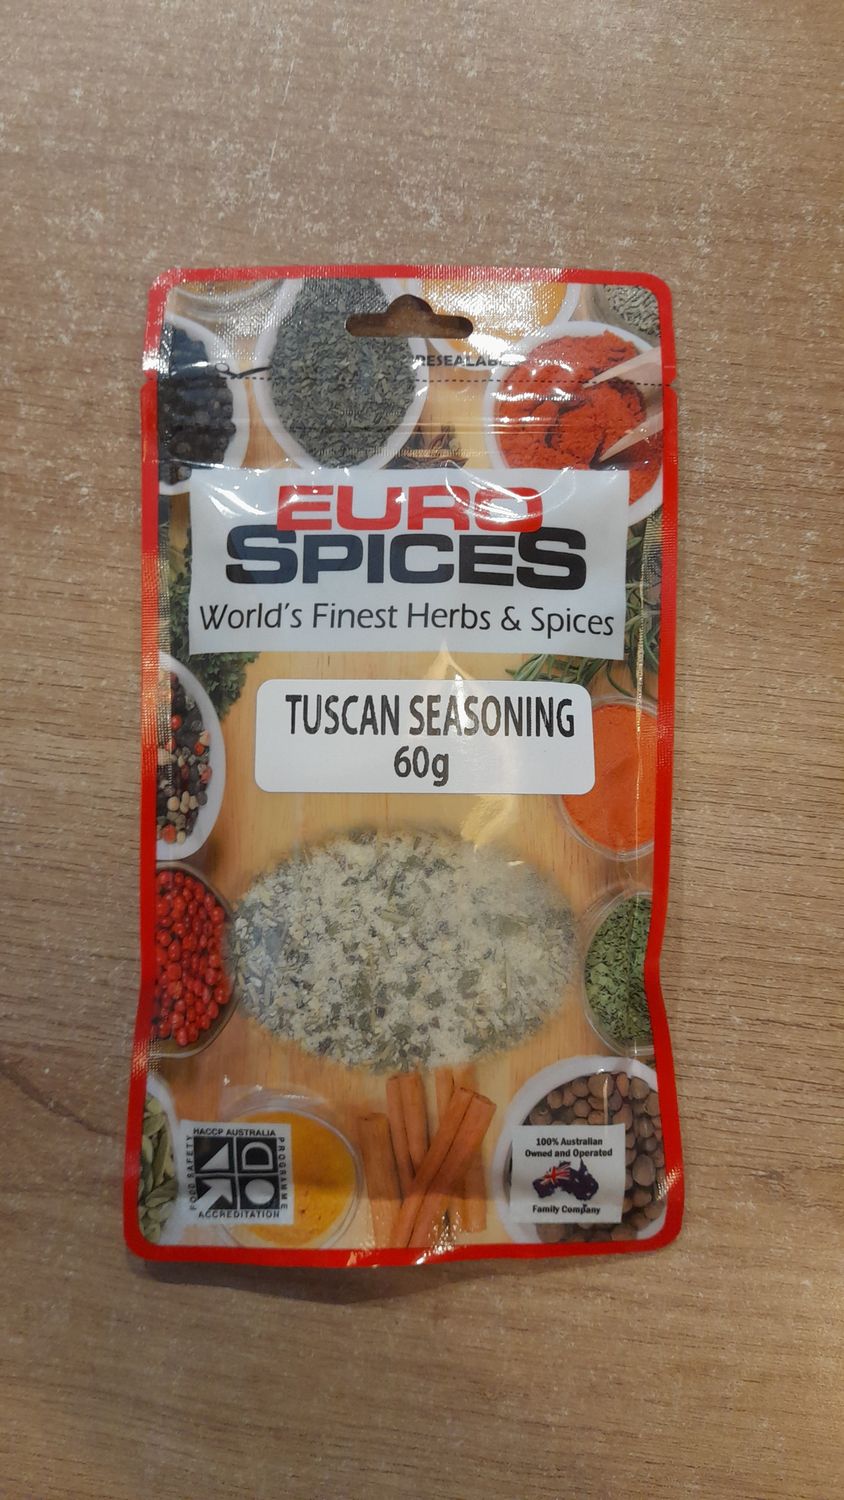 RESEALABLE
EURO
SPICES
World's Finest Herbs & Spices
TUSCAN SEASONING
60g
HACCP AUSTRALIA
FOOD SAFETY
PROGRAMME
ACCREDITATION
100% Australian
Owned and Operated
Family Company